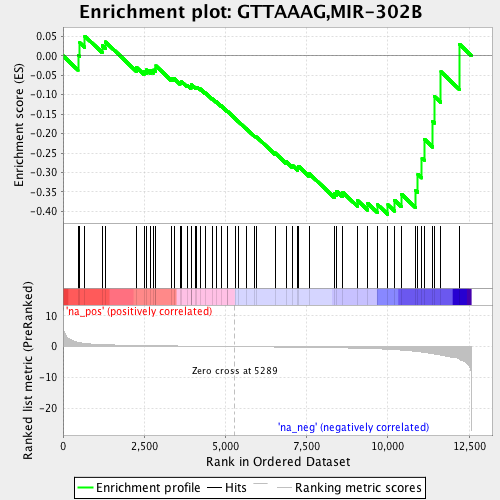 Enrichment plot: GTTAAAG,MIR-302B
Enrichment score (ES)
0.05
0.00
-0.05
-0.10
-0.15
-0.20
-0.25
-0.30
-0.35
-0.40
'na_pos' (positively correlated)
Ranked list metric (PreRanked)
10
5
0
-5
-10
-20
Zero cross at 5289
'na_neg' (negatively correlated)
0
2,500
5,000
7,500
10,000
12,500
Rank in Ordered Dataset
Enrichment profile
Hits
Ranking metric scores